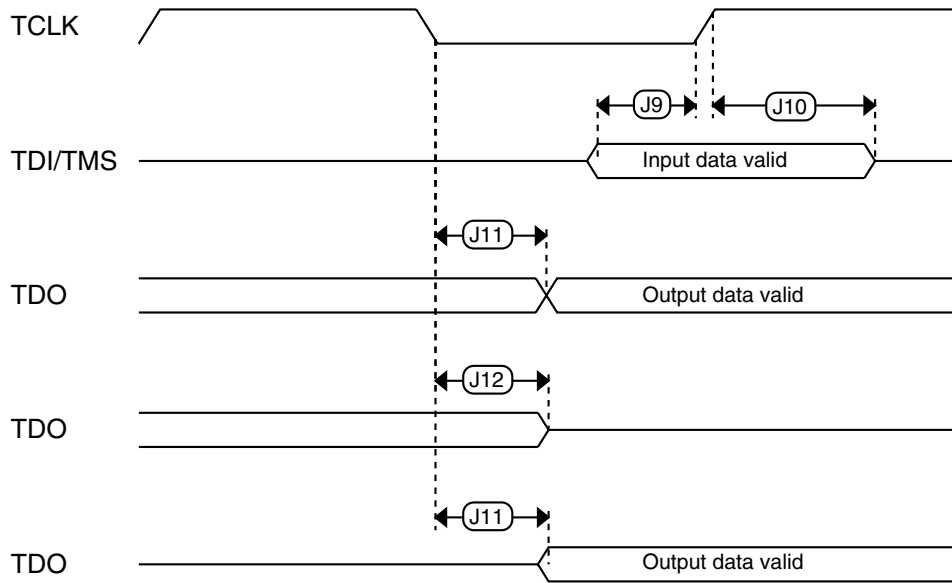 TCLK
J9
J10
TDI/TMS
Input data valid
J11
TDO
Output data valid
J12
TDO
J11
TDO
Output data valid